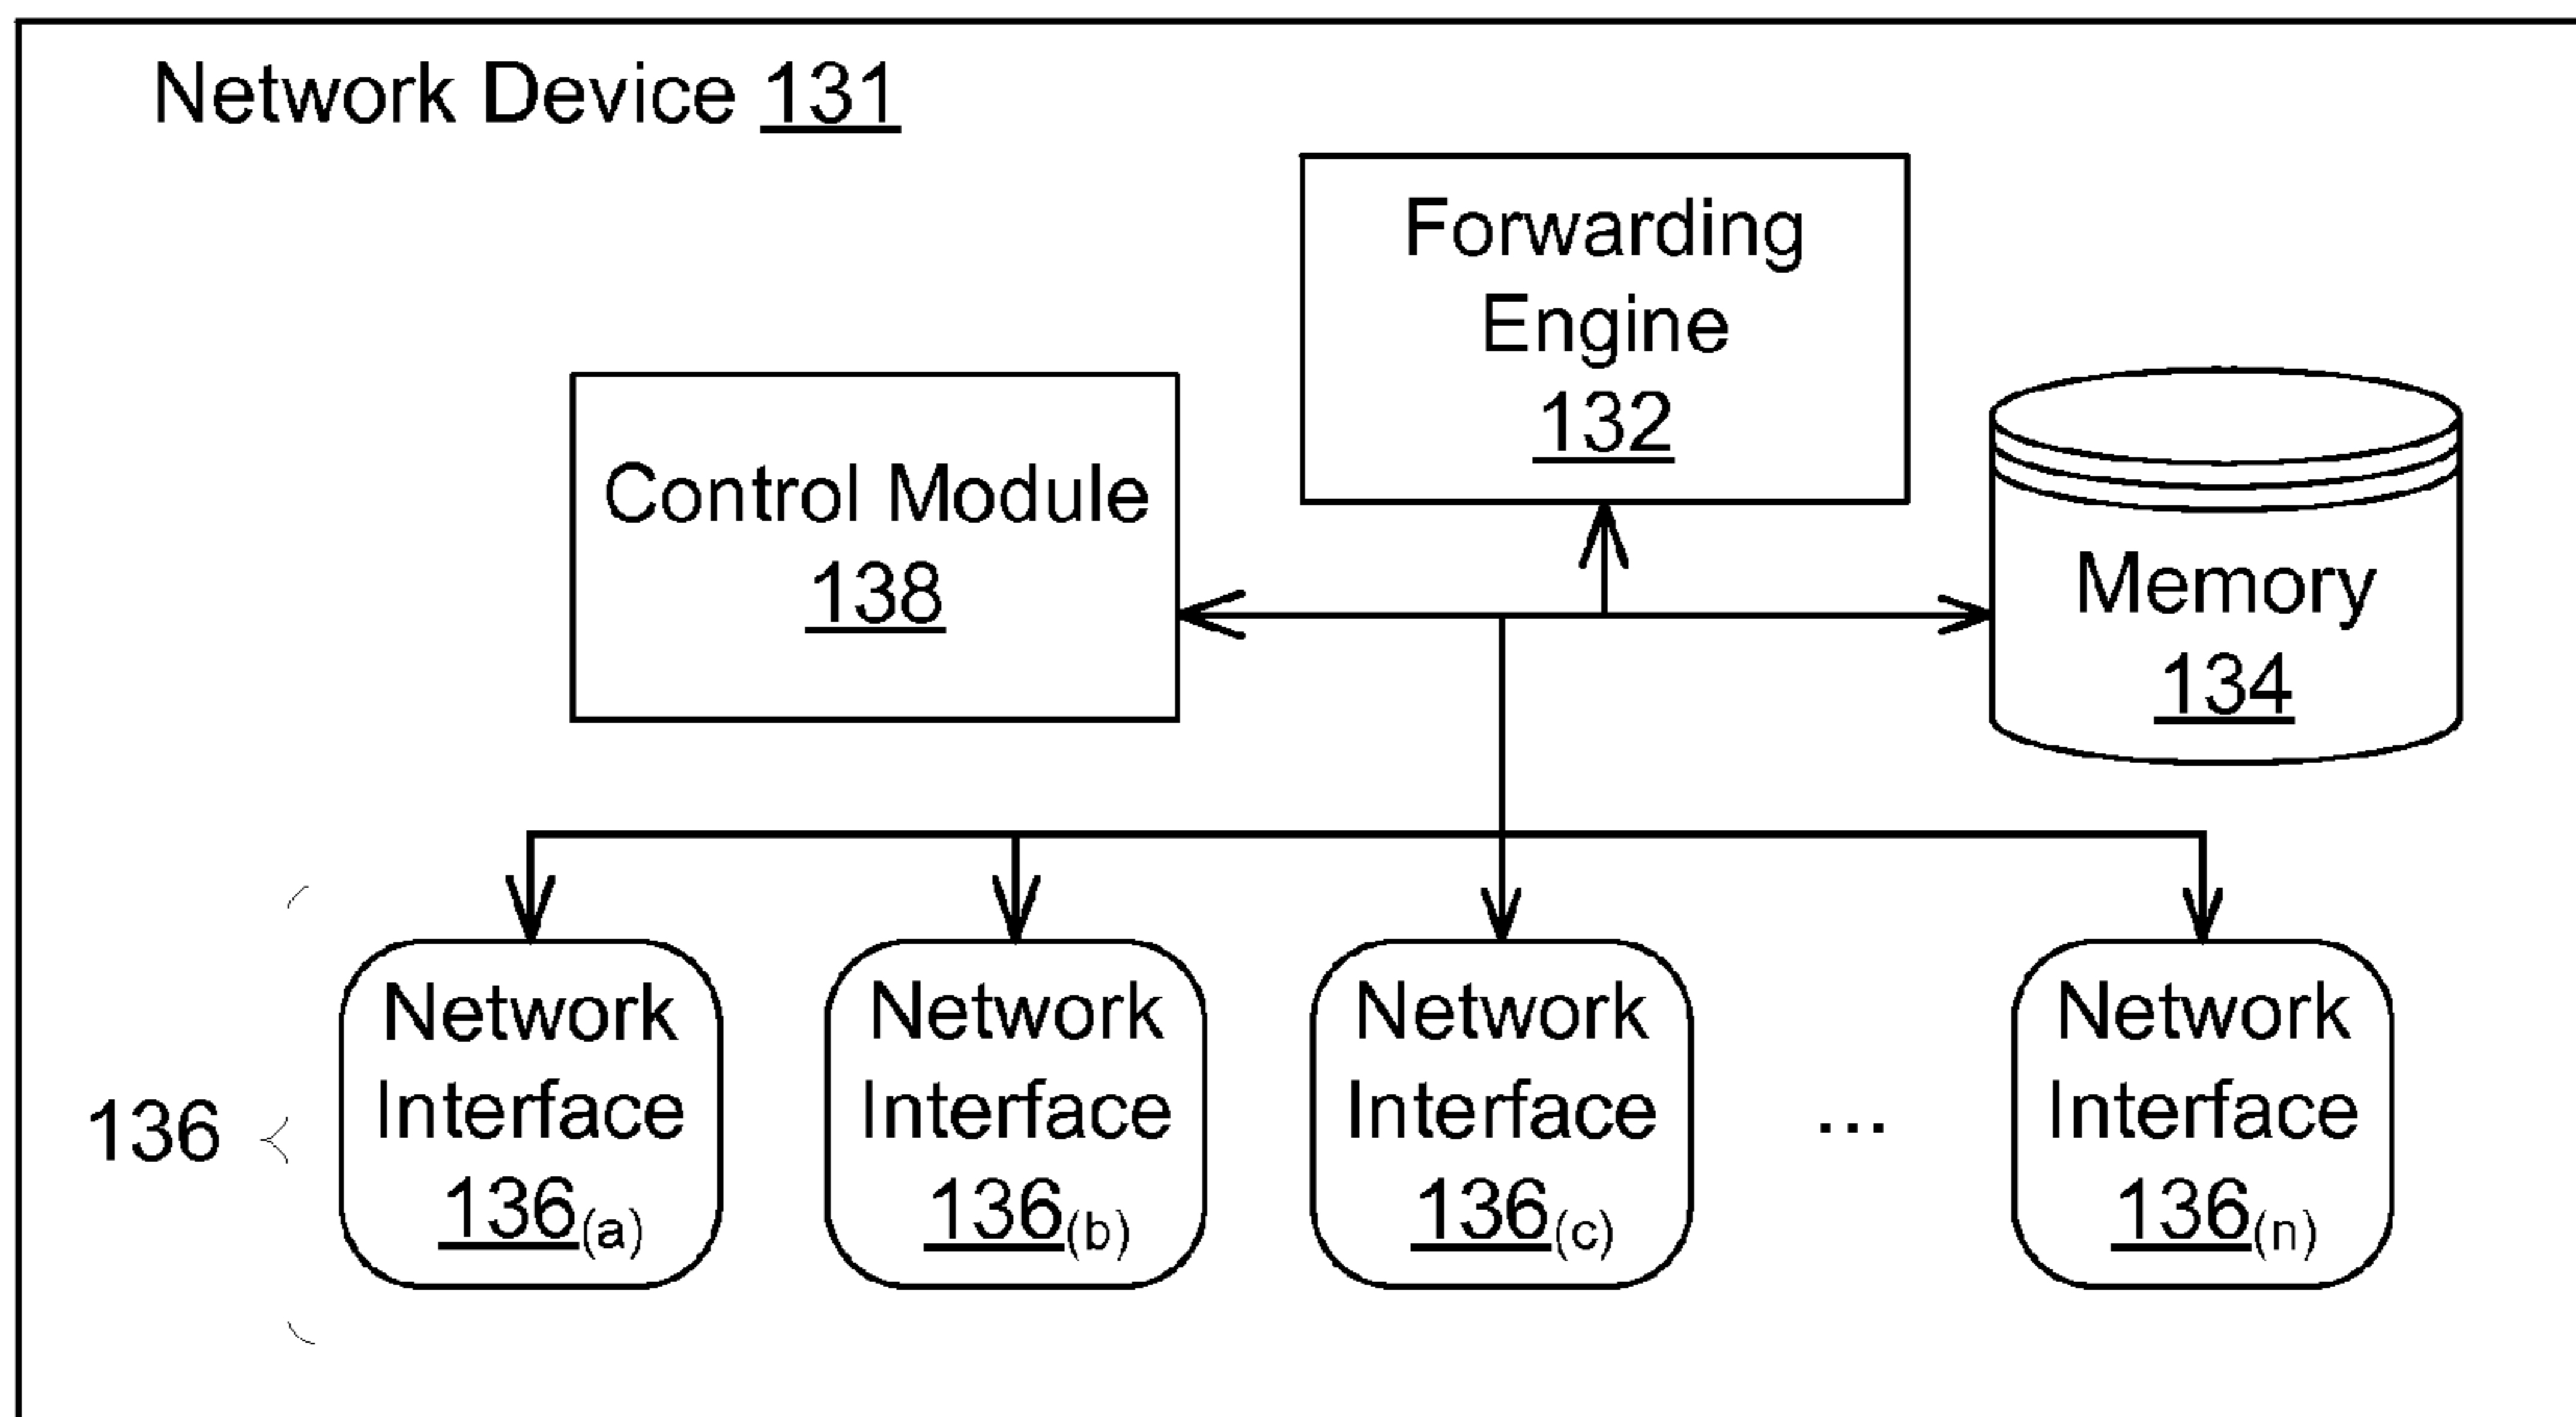 Network Device 131
Forwarding
Engine
132
Control Module
138
Memory
134
136
Network
Interface
136(a)
Network
Interface
136(b)
Network
Interface
136(c)
...
Network
Interface
136(n)